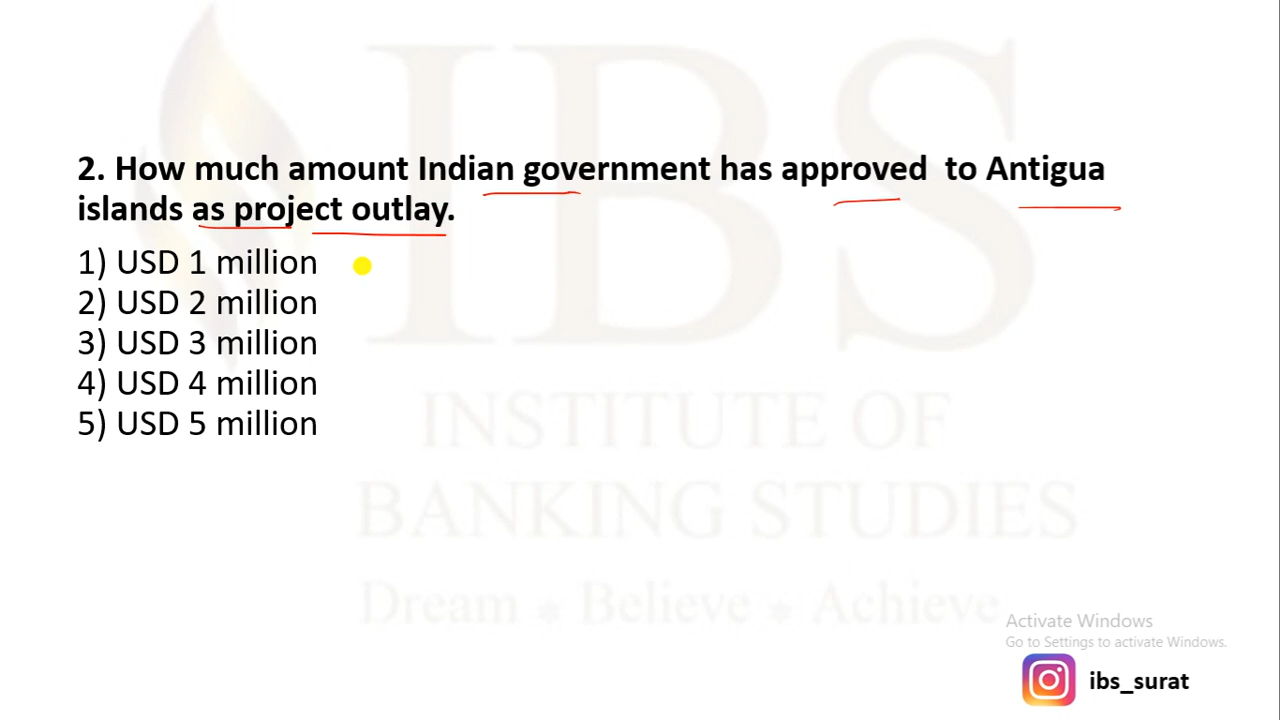 2. How much amount Indian government has approved  to Antigua
islands as project outlay.
1) USD 1 million
2) USD 2 million
3) USD 3 million
4) USD 4 million
5) USD 5 million
IBS
INSTITUTE OF
BANKING STUDIES
Dream * Believe * Achieve
Activate Windows
Go to Settings to activate Windows.
ibs_surat